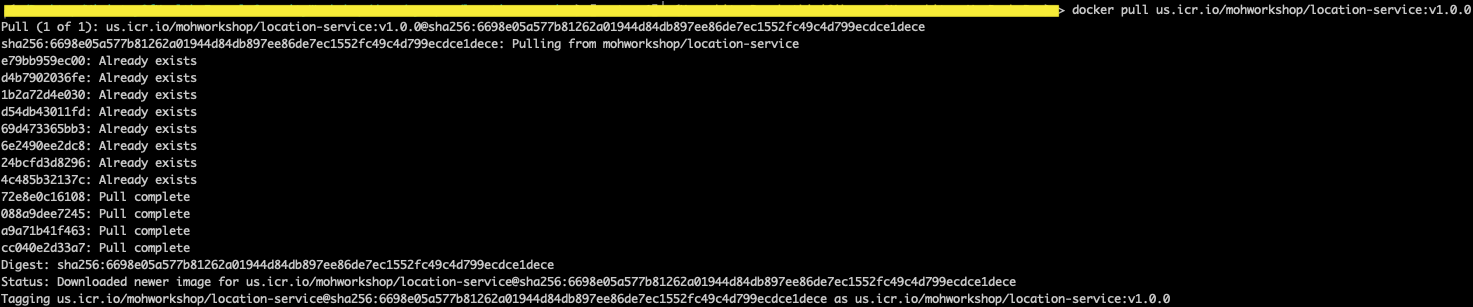 > docker pull us.icr.io/mohworkshop/location-service:v1.0.0
Pull (1 of 1): us.icr.io/mohworkshop/location-service:v1.0.0@sha256:6698e05a577b81262a01944d84db897ee86de7ec1552fc49c4d799ecdce1dece
sha256:6698e05a577b81262a01944d84db897ee86de7ec1552fc49c4d799ecdce1dece: Pulling from mohworkshop/location-service
e79bb959ec00: Already exists
d4b7902036fe: Already exists
1b2a72d4e030: Already exists
d54db43011fd: Already exists
69d473365bb3: Already exists
6e2490ee2dc8: Already exists
24bcfd3d8296: Already exists
4c485b32137c: Already exists
72e8e0c16108: Pull complete
088a9dee7245: Pull complete
a9a71b41f463: Pull complete
cc040e2d33a7: Pull complete
Digest: sha256:6698e05a577b81262a01944d84db897ee86de7ec1552fc49c4d799ecdce1dece
Status: Downloaded newer image for us.icr.io/mohworkshop/location-service@sha256:6698e05a577b81262a01944d84db897ee86de7ec1552fc49c4d799ecdce1dece
Tagging us.icr.io/mohworkshop/location-service@sha256:6698e05a577b81262a01944d84db897ee86de7ec1552fc49c4d799ecdce1dece as us.icr.io/mohworkshop/location-service:v1.0.0